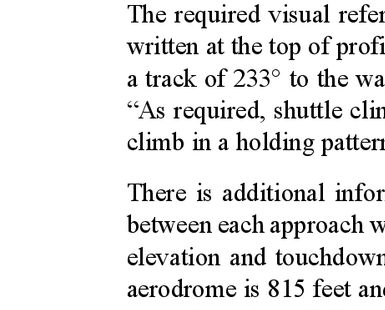 The required visual refer
written at the top of profi
a track of 233° to the wa
“As required, shuttle clim
climb in a holding pattern
There is additional infor
between each approach w
elevation and touchdown
aerodrome is 815 feet and